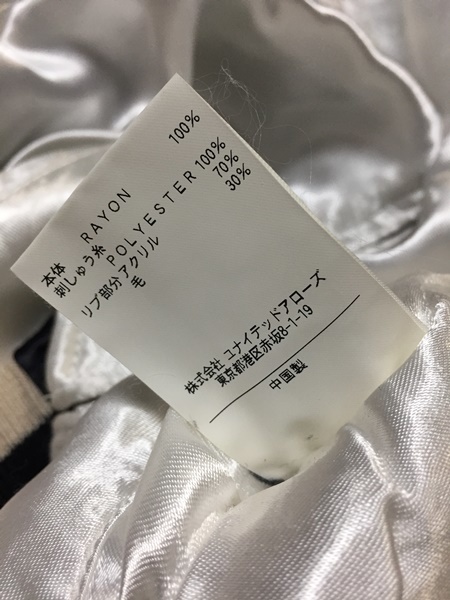 本体 RAYON 100%
刺しゅう糸 POLYESTER 100%
リブ部分 アクリル 70%
毛 30%
株式会社 ユナイテッドアローズ
東京都港区赤坂8-1-19
中国製